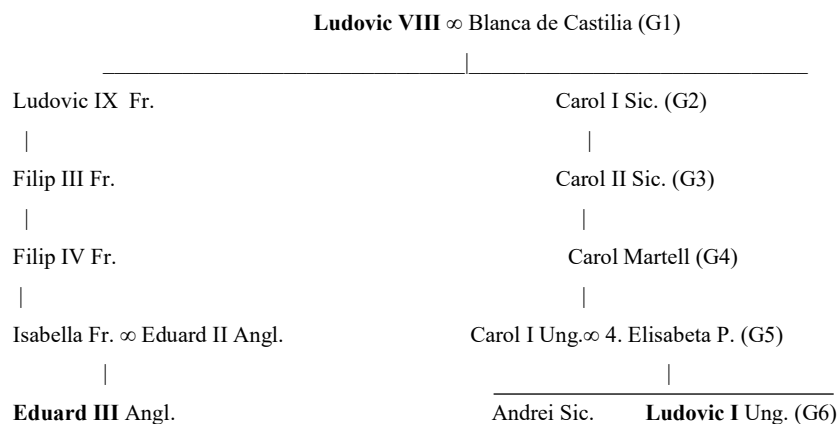 Ludovic VIII ∞ Blanca de Castilia (G1)
Ludovic IX Fr. Carol I Sic. (G2)
Filip III Fr. Carol II Sic. (G3)
Filip IV Fr. Carol Martell (G4)
Isabella Fr. ∞ Eduard II Angl. Carol I Ung.∞ 4. Elisabeta P. (G5)
Eduard III Angl. Andrei Sic. Ludovic I Ung. (G6)